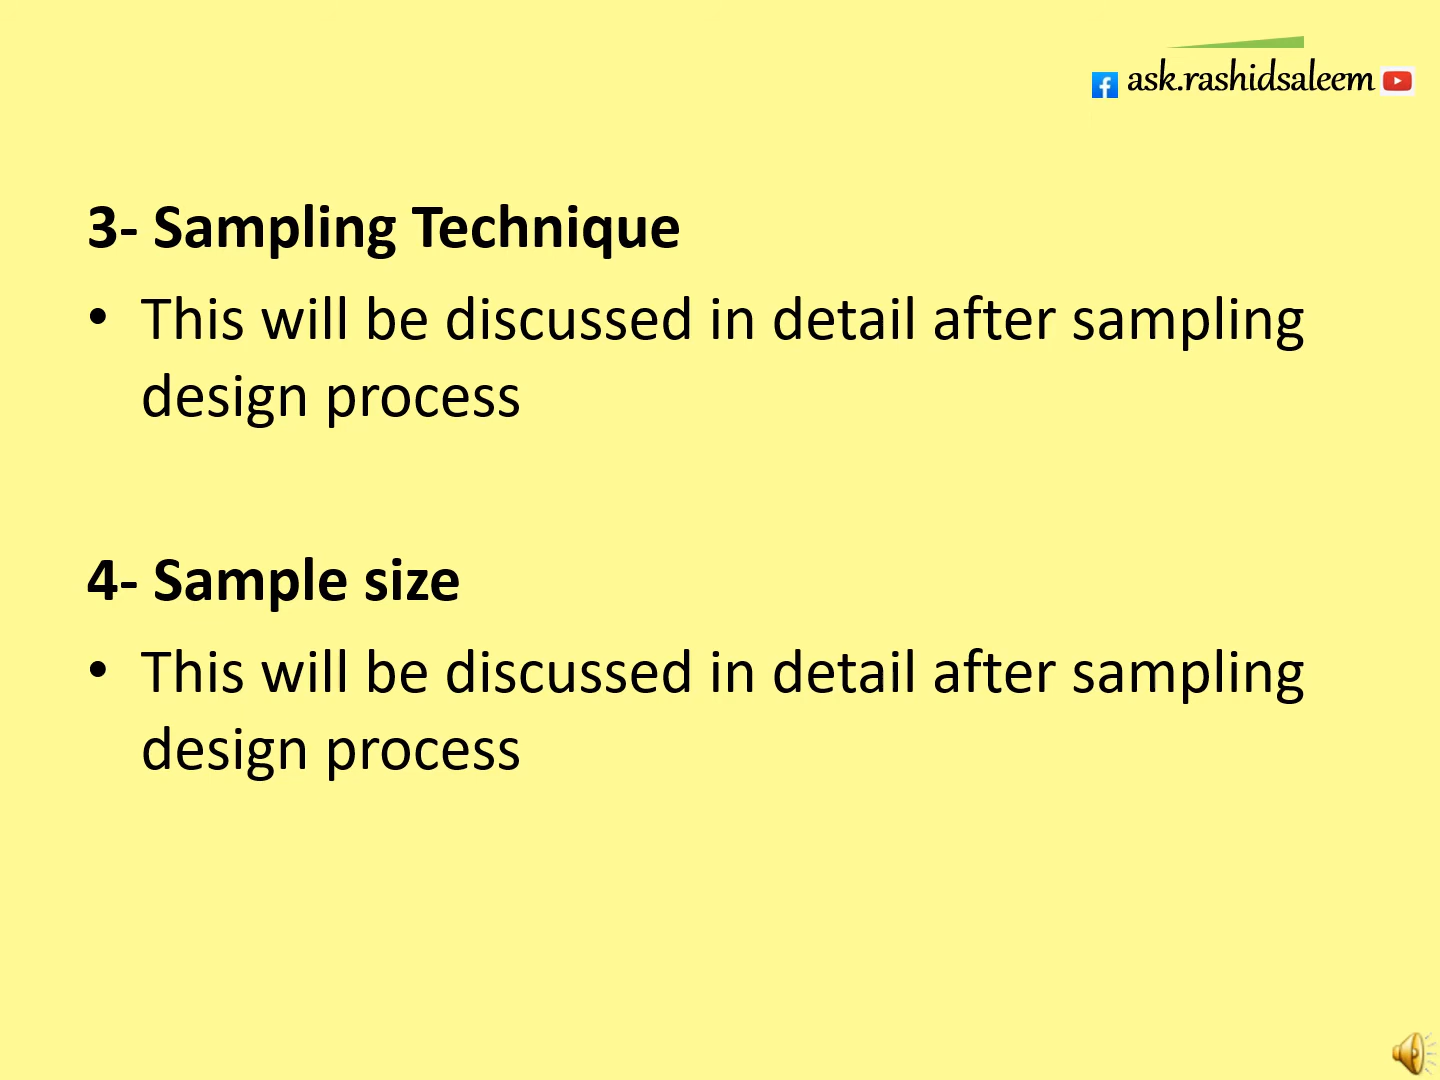 ask.rashidsaleem
3- Sampling Technique
• This will be discussed in detail after sampling
design process
4- Sample size
• This will be discussed in detail after sampling
design process